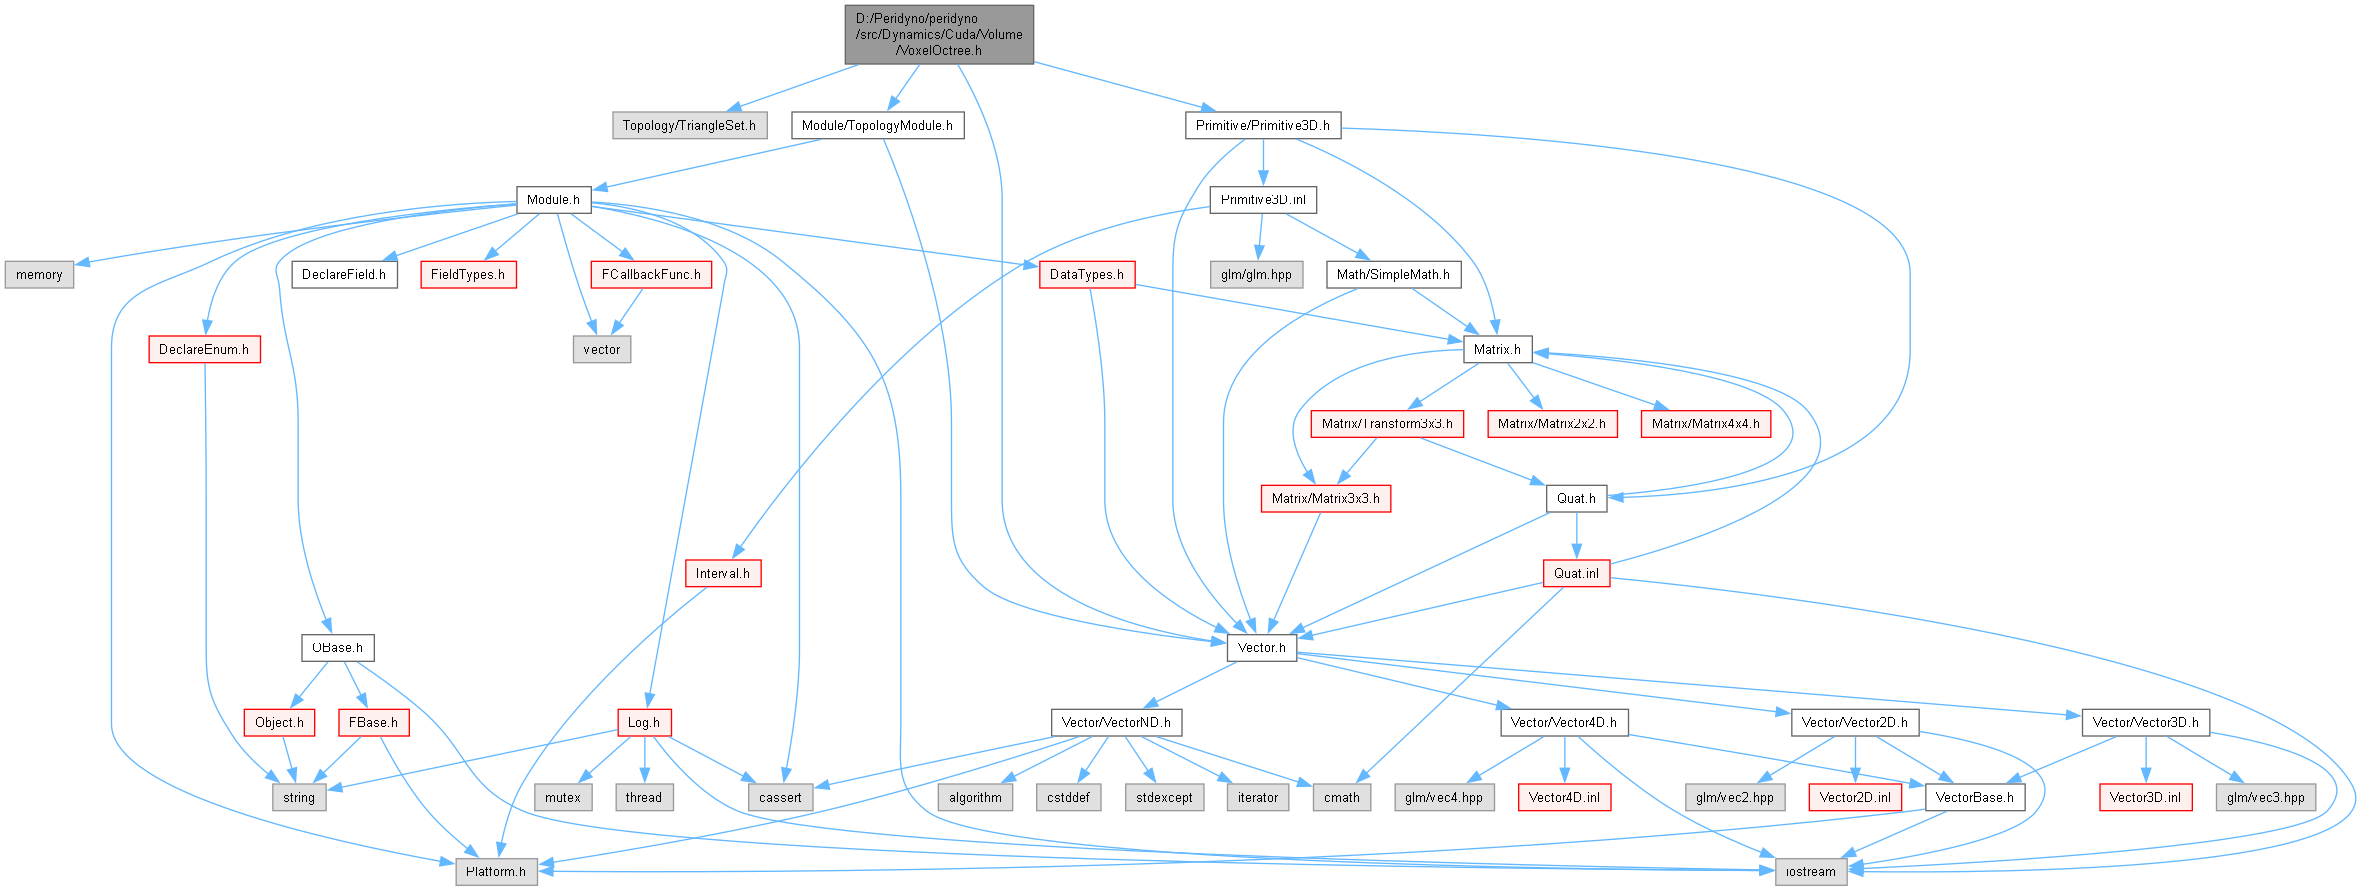 D:/Peridyno/peridyno
/src/Dynamics/Cuda/Volume
/VoxelOctree.h
Topology/TriangleSet.h
Module/TopologyModule.h
Primitive/Primitive3D.h
Module.h
Primitive3D.inl
memory
DeclareField.h
FieldTypes.h
FCallbackFunc.h
DataTypes.h
glm/glm.hpp
Math/SimpleMath.h
DeclareEnum.h
vector
Matrix.h
Matrix/Transform3x3.h
Matrix/Matrix2x2.h
Matrix/Matrix4x4.h
Matrix/Matrix3x3.h
Quat.h
Interval.h
Quat.inl
OBase.h
Vector.h
Object.h
FBase.h
Log.h
Vector/VectorND.h
Vector/Vector4D.h
Vector/Vector2D.h
Vector/Vector3D.h
string
mutex
thread
cassert
algorithm
cstddef
stdexcept
iterator
cmath
glm/vec4.hpp
Vector4D.inl
glm/vec2.hpp
Vector2D.inl
VectorBase.h
Vector3D.inl
glm/vec3.hpp
Platform.h
iostream